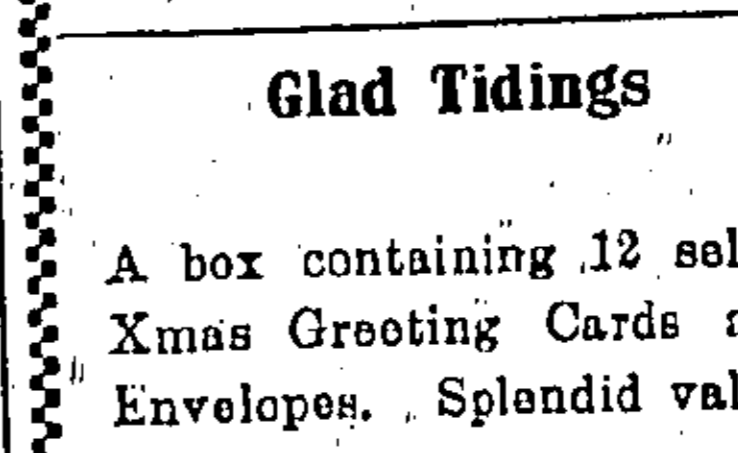 Glad Tidings
A box containing 12
Xmas Greeting Cards
Envelopes. Splendid